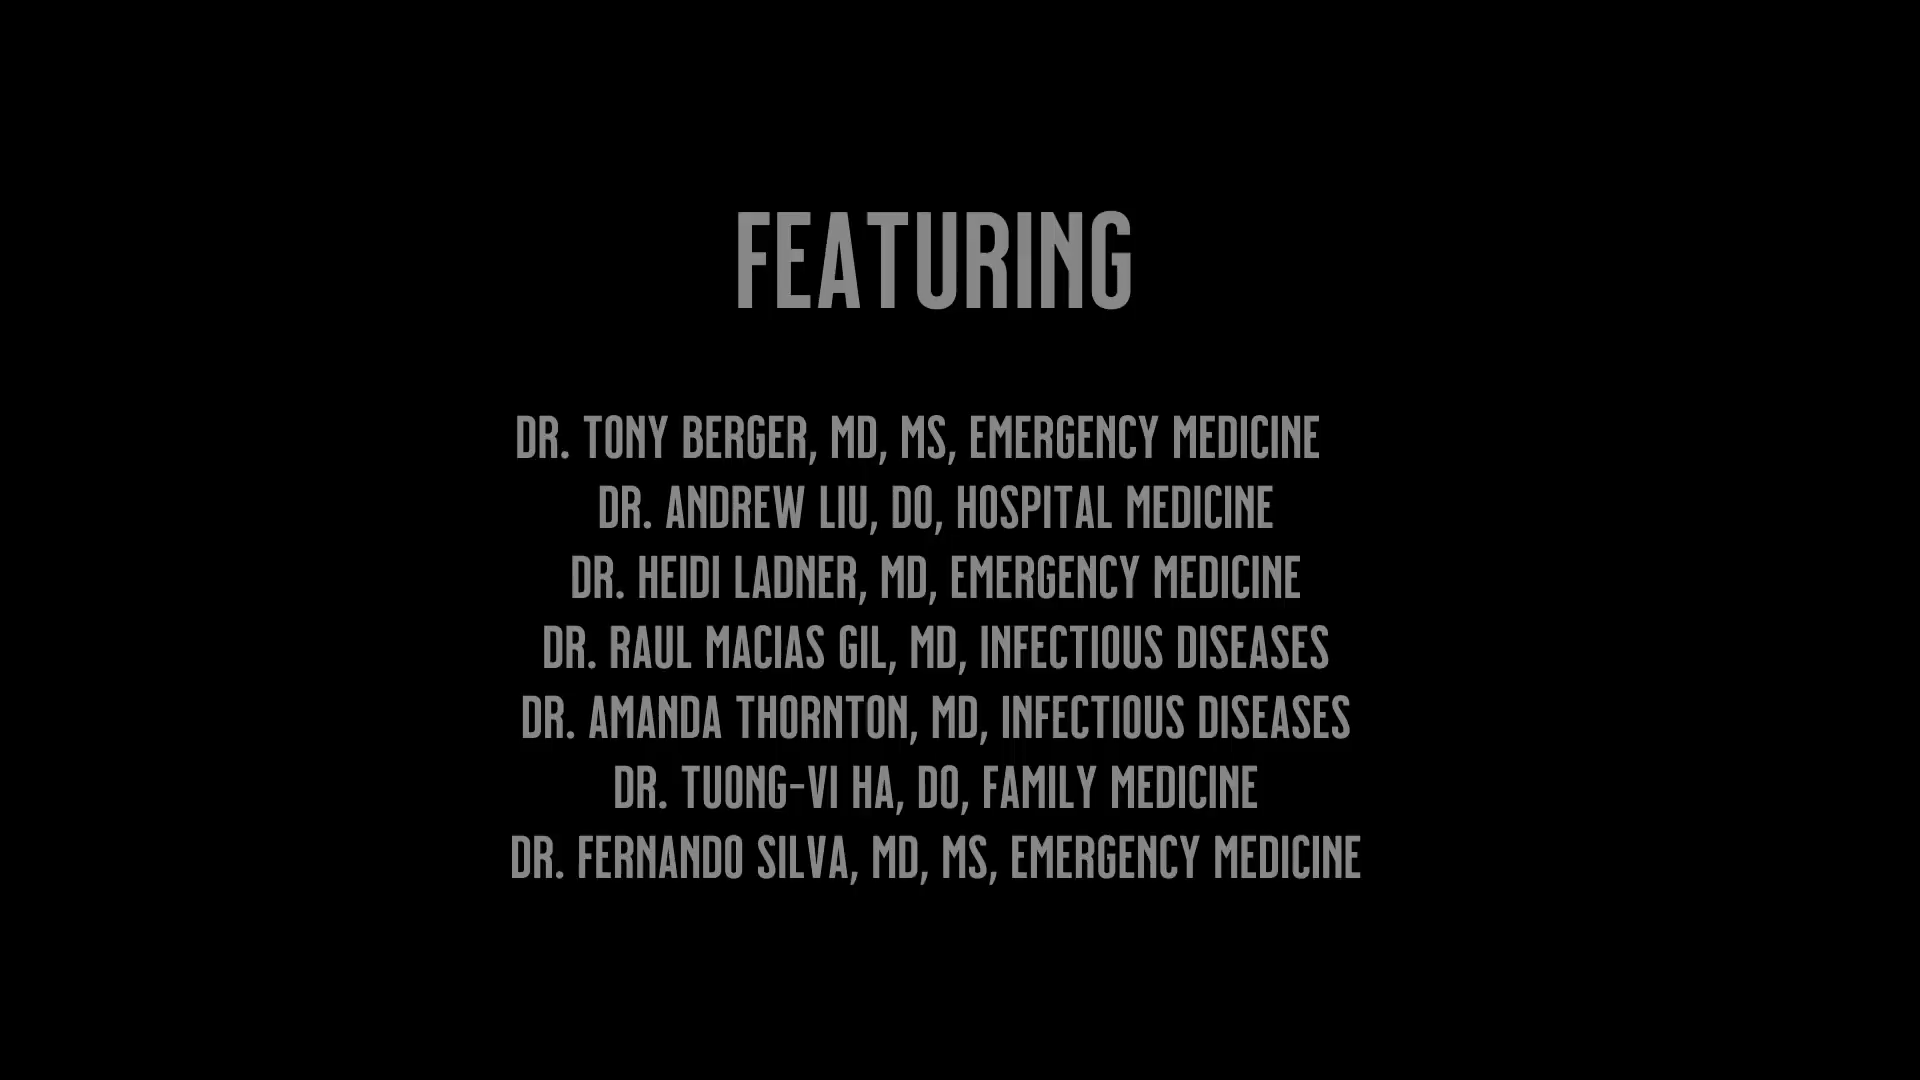 FEATURING
DR. TONY BERGER, MD, MS, EMERGENCY MEDICINE
DR. ANDREW LIU, DO, HOSPITAL MEDICINE
DR. HEIDI LADNER, MD, EMERGENCY MEDICINE
DR. RAUL MACIAS GIL, MD, INFECTIOUS DISEASES
DR. AMANDA THORNTON, MD, INFECTIOUS DISEASES
DR. TUONG-VI HA, DO, FAMILY MEDICINE
DR. FERNANDO SILVA, MD, MS, EMERGENCY MEDICINE